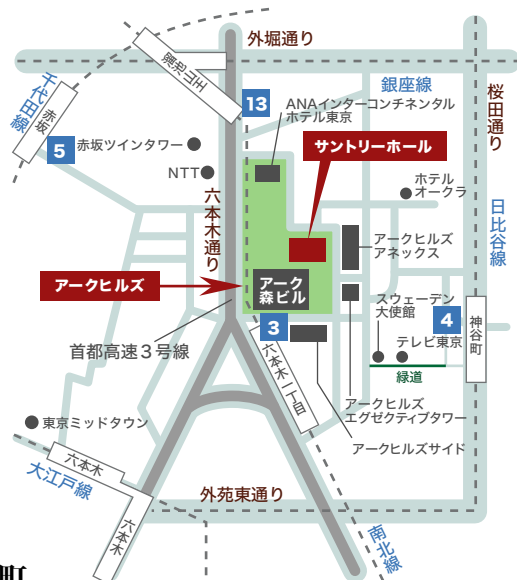 外堀通り
溜池山王
銀座線
千代田線
赤坂
桜田通り
13
ANAインターコンチネンタル
ホテル東京
5
赤坂ツインタワー
サントリーホール
NTT
六本木通り
ホテル
オークラ
日比谷線
アークヒルズ
アネックス
アークヒルズ
アーク
森ビル
スウェーデン
大使館
4
神谷町
3
テレビ東京
首都高速3号線
六本木一丁目
緑道
アークヒルズ
エグゼクティブタワー
東京ミッドタウン
アークヒルズサイド
六本木
大江戸線
外苑東通り
六本木
南北線
町